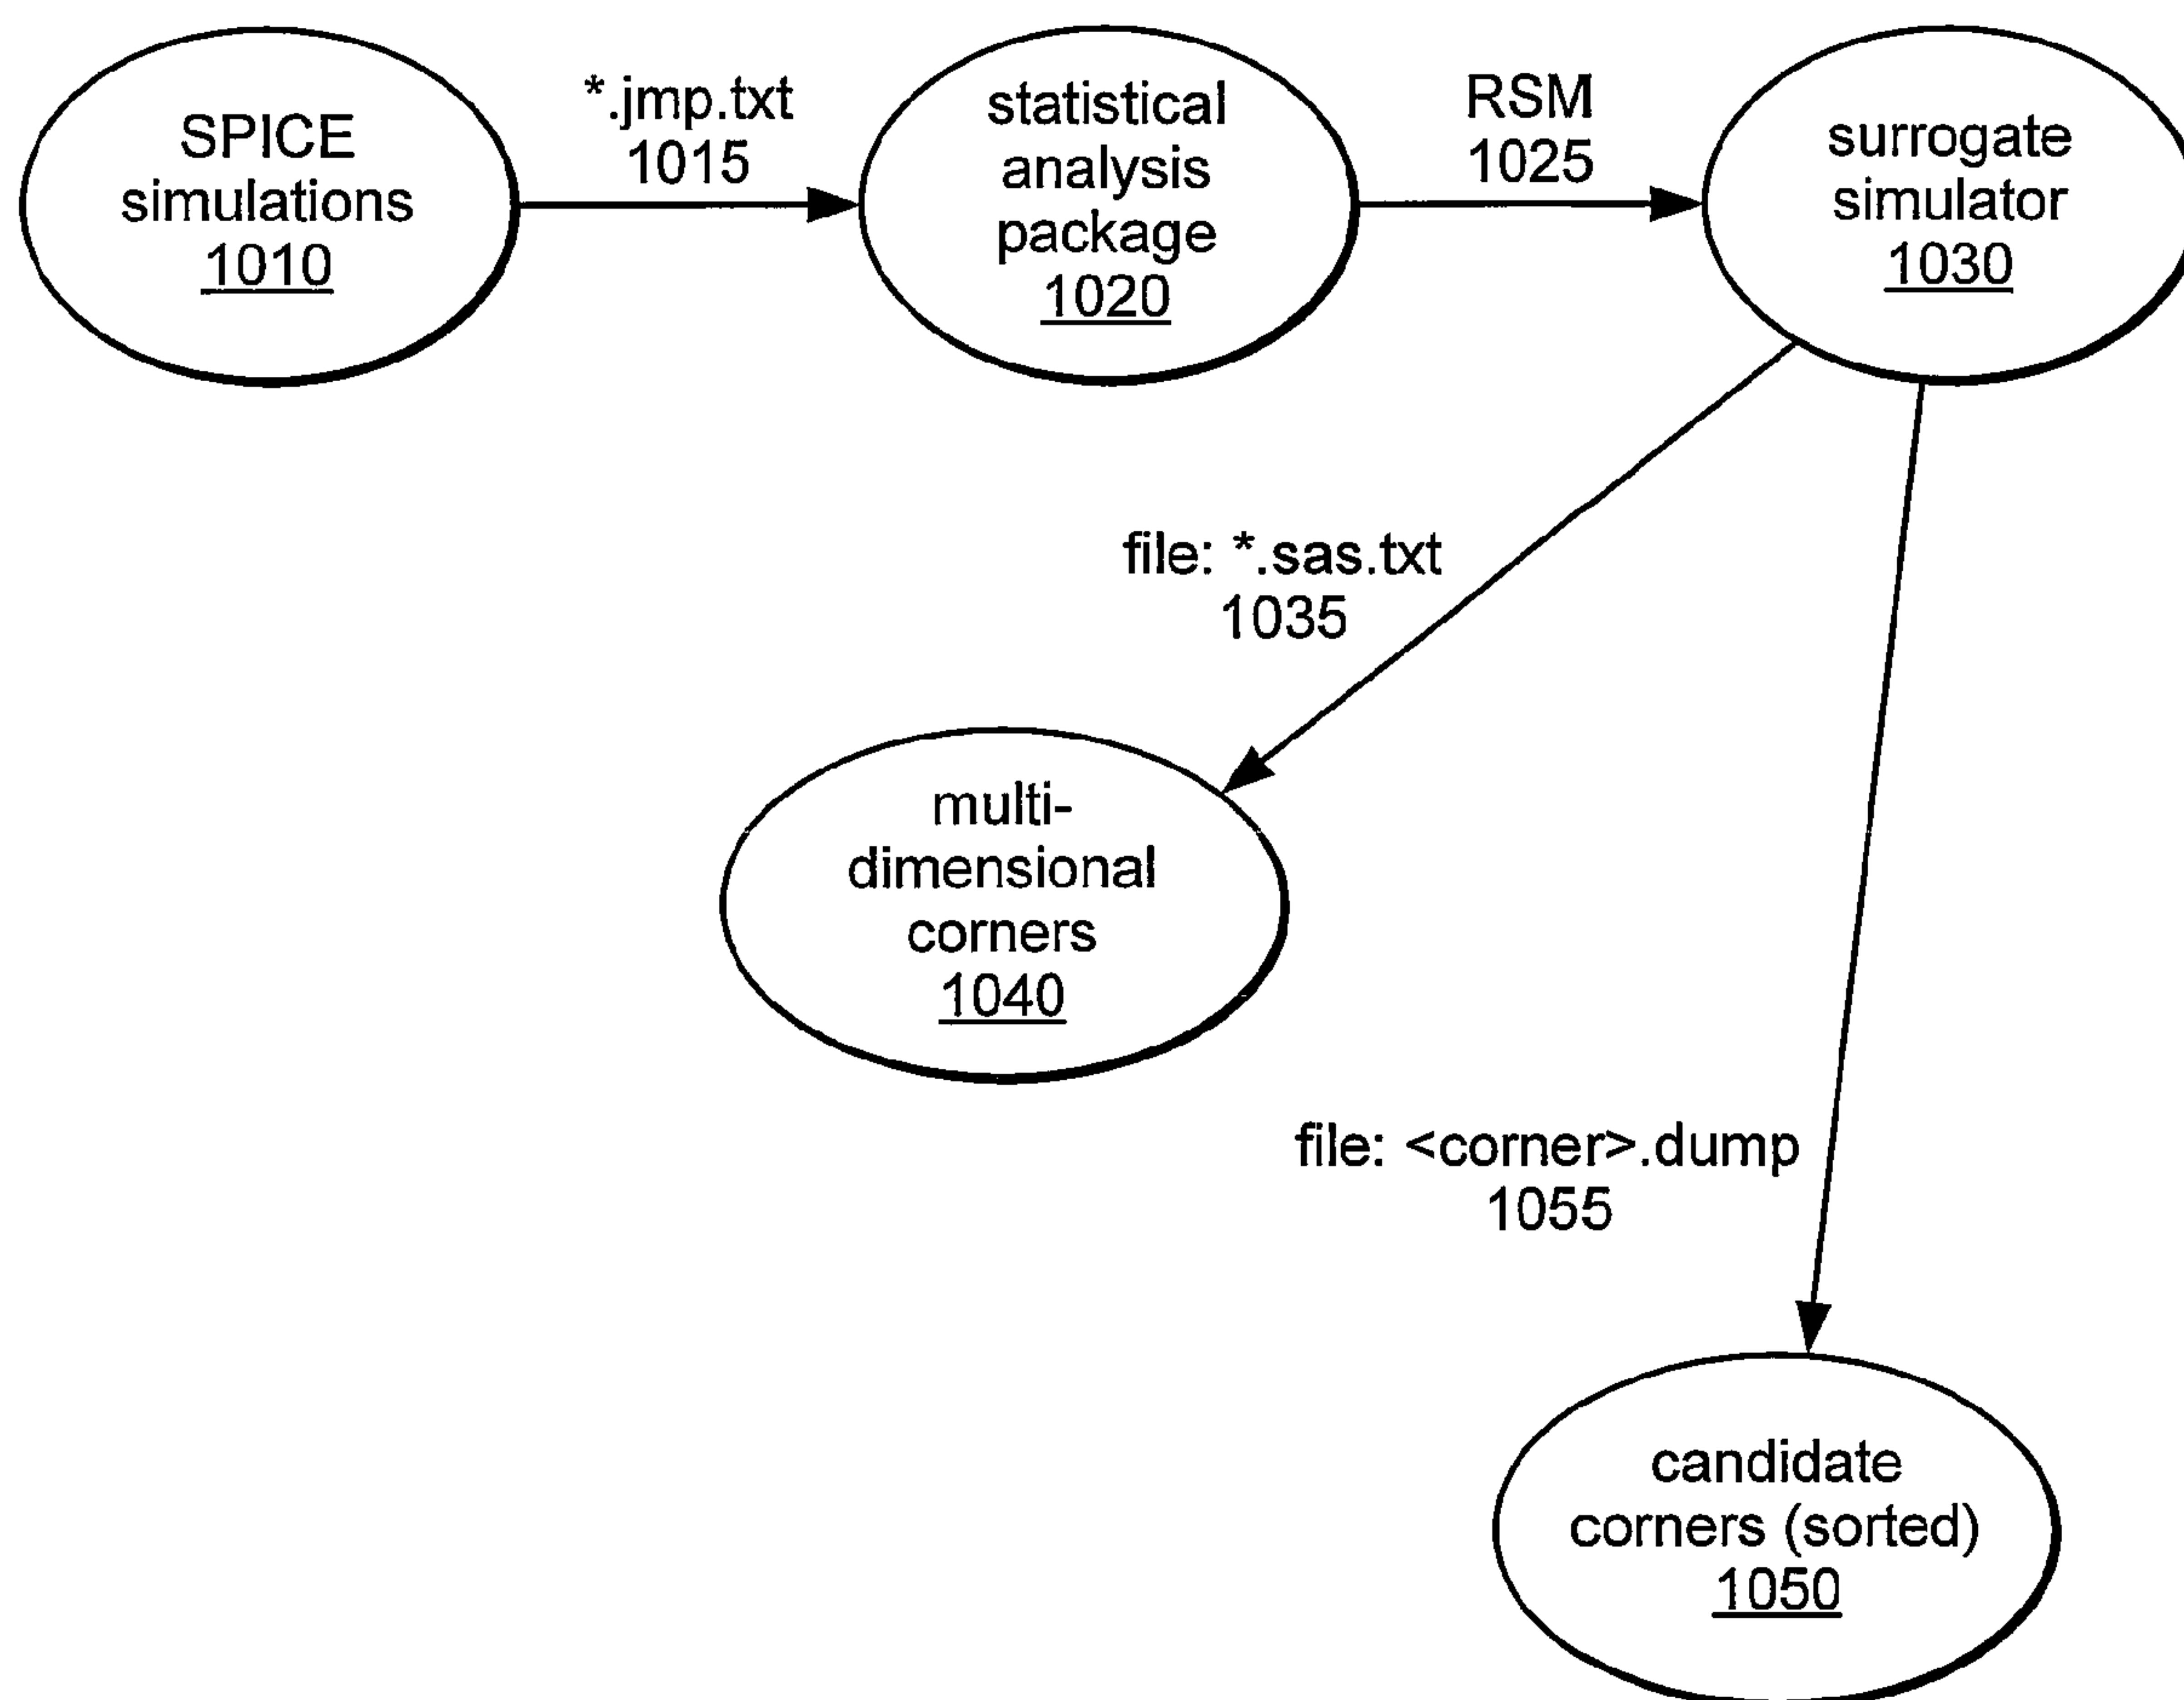 SPICE
simulations
1010
*.jmp.txt
1015
statistical
analysis
package
1020
RSM
1025
surrogate
simulator
1030
file: *.sas.txt
1035
multi-
dimensional
corners
1040
file: <corner>.dump
1055
candidate
corners (sorted)
1050